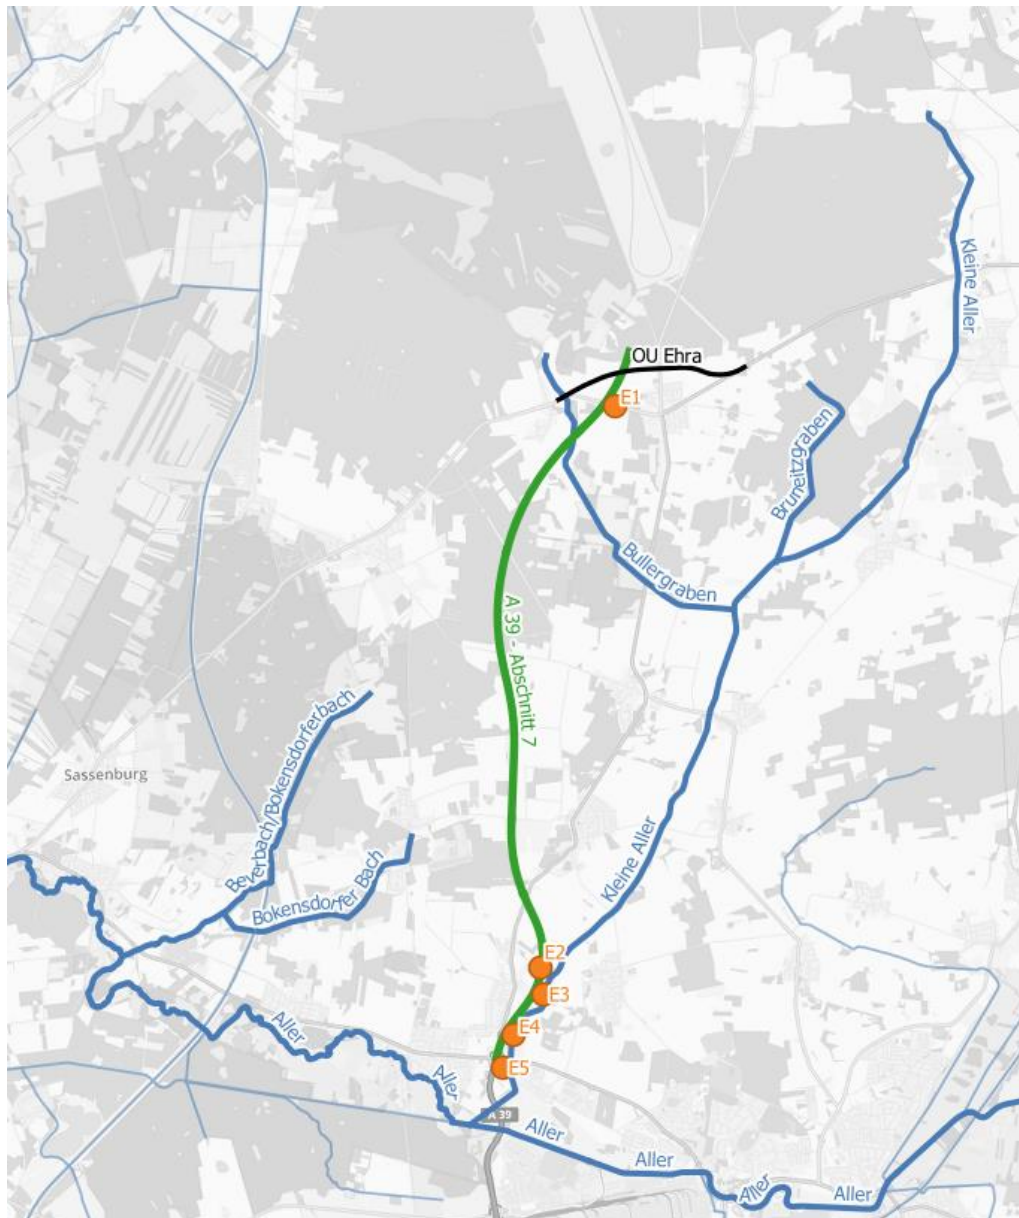 Kleine Aller
OU Ehra
E1
Brunweitzgraben
Bullergraben
A 39 - Abschnitt 7
Sassenburg
Beverbach/Bokensdorferbach
Kleine Aller
Bokensdorfer Bach
E2
E3
Aller
E4
E5
Aller
A 39
Aller
Aller
Aller
Aller